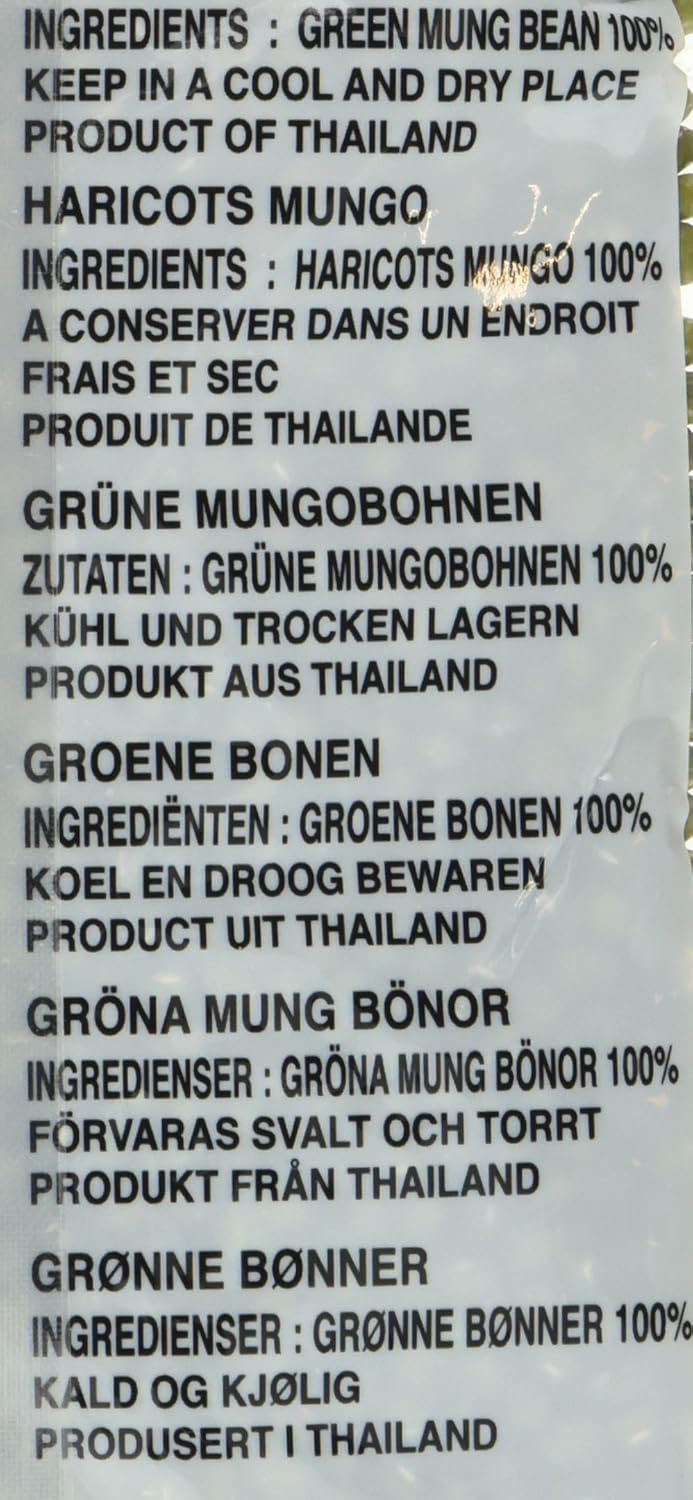 INGREDIENTS : GREEN MUNG BEAN 100%
KEEP IN A COOL AND DRY PLACE
PRODUCT OF THAILAND
HARICOTS MUNGO
INGREDIENTS : HARICOTS MUNGO 100%
A CONSERVER DANS UN ENDROIT
FRAIS ET SEC
PRODUIT DE THAILANDE
GRÜNE MUNGOBOHNEN
ZUTATEN : GRÜNE MUNGOBOHNEN 100%
KÜHL UND TROCKEN LAGERN
PRODUKT AUS THAILAND
GROENE BONEN
INGREDIËNTEN : GROENE BONEN 100%
KOEL EN DROOG BEWAREN
PRODUCT UIT THAILAND
GRÖNA MUNG BÖNOR
INGREDIENSER : GRÖNA MUNG BÖNOR 100%
FÖRVARAS SVALT OCH TORRT
PRODUKT FRÅN THAILAND
GRØNNE BØNNER
INGREDIENSER : GRØNNE BØNNER 100%
KALD OG KJØLIG
PRODUSERT I THAILAND